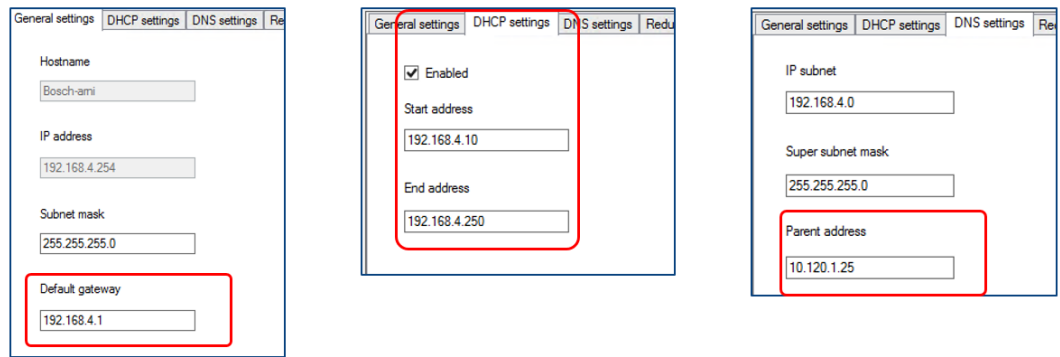 General settings DHCP settings DNS settings Re
Hostname
Bosch-ami
IP address
192.168.4.254
Subnet mask
255.255.255.0
Default gateway
192.168.4.1
General settings DHCP settings DNS settings Redu
Enabled
Start address
192.168.4.10
End address
192.168.4.250
General settings DHCP settings DNS settings Re
IP subnet
192.168.4.0
Super subnet mask
255.255.255.0
Parent address
10.120.1.25